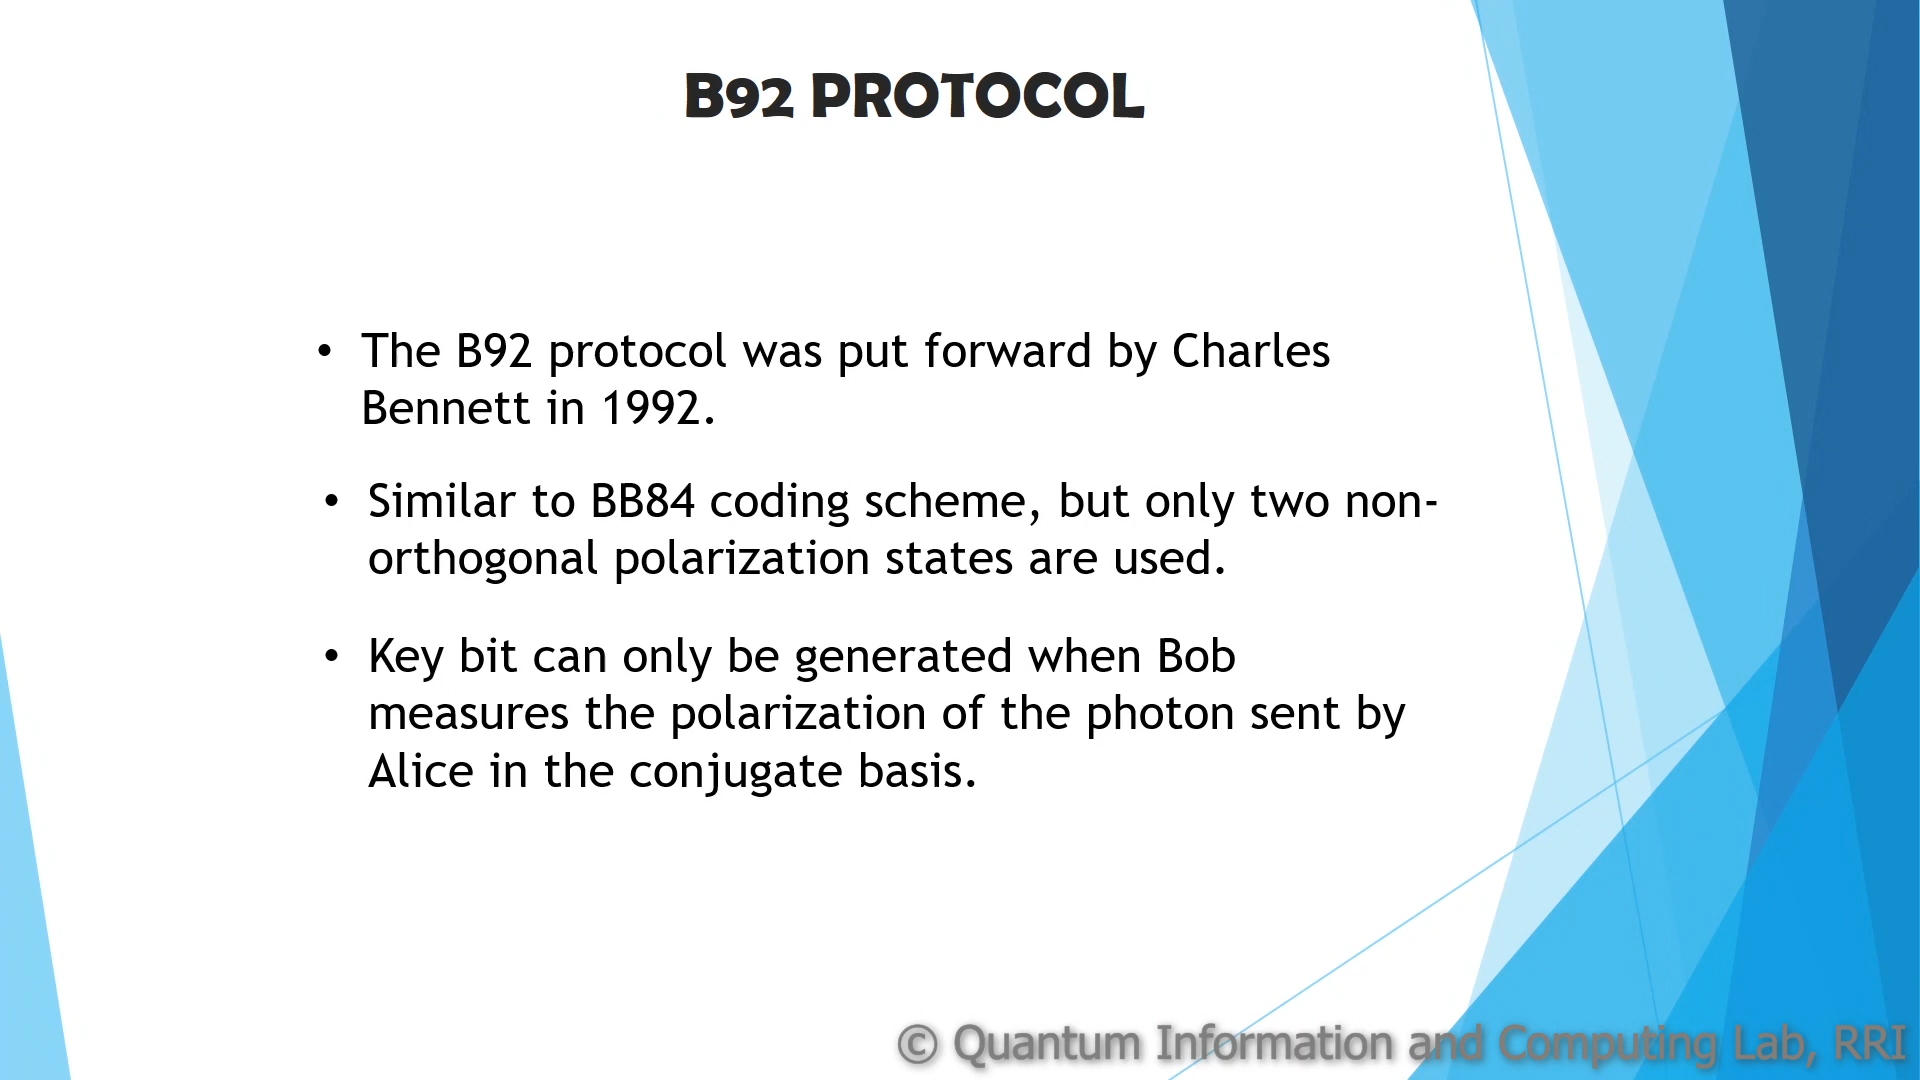 B92 PROTOCOL
• The B92 protocol was put forward by Charles
Bennett in 1992.
• Similar to BB84 coding scheme, but only two non-
orthogonal polarization states are used.
• Key bit can only be generated when Bob
measures the polarization of the photon sent by
Alice in the conjugate basis.
© Quantum Information and Computing Lab, RRI